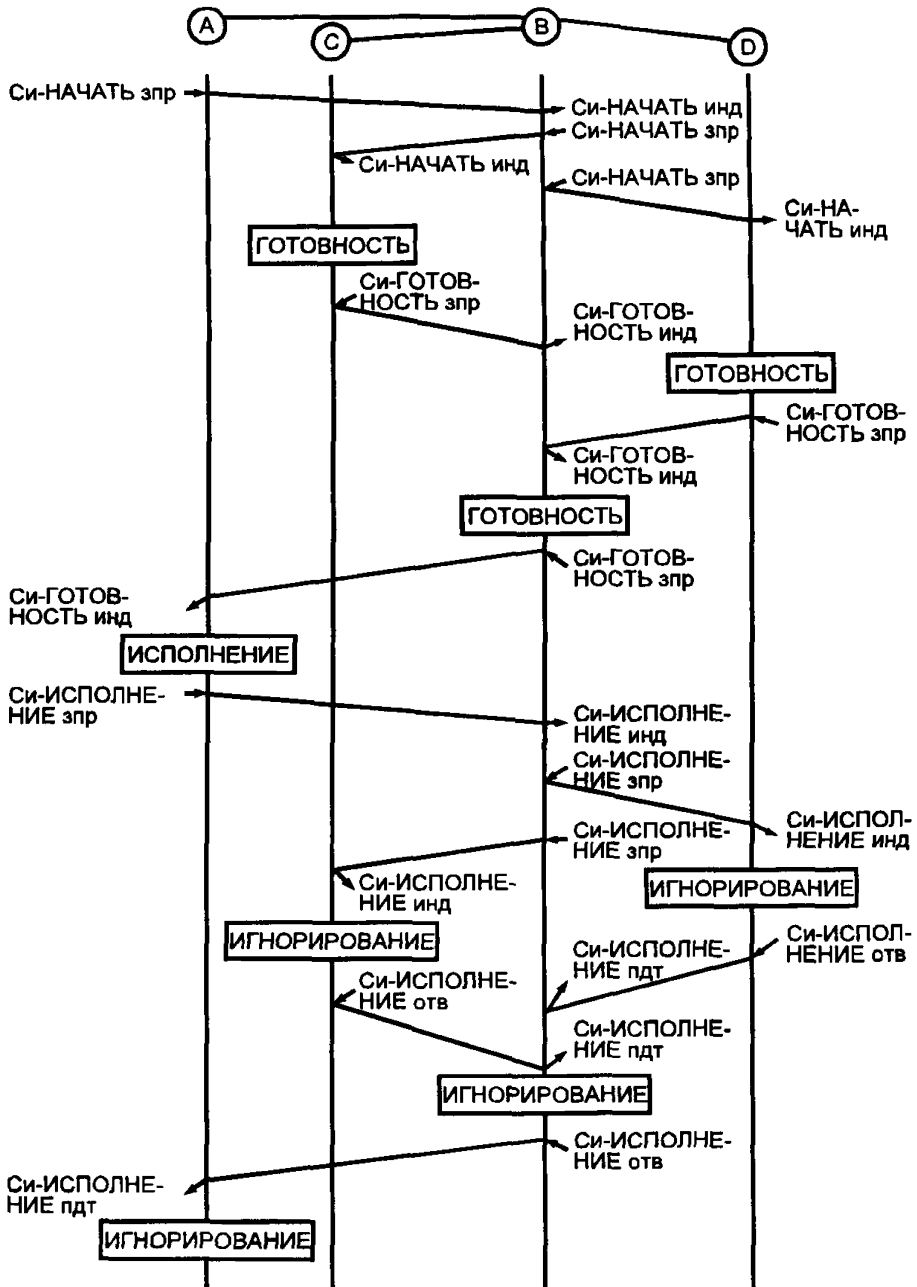 A
C
B
D
Си-НАЧАТЬ зпр
Си-НАЧАТЬ инд
Си-НАЧАТЬ зпр
Си-НАЧАТЬ инд
Си-НАЧАТЬ зпр
Си-НА-
ЧАТЬ инд
ГОТОВНОСТЬ
Си-ГОТОВ-
НОСТЬ зпр
Си-ГОТОВ-
НОСТЬ инд
ГОТОВНОСТЬ
Си-ГОТОВ-
НОСТЬ зпр
Си-ГОТОВ-
НОСТЬ инд
ГОТОВНОСТЬ
Си-ГОТОВ-
НОСТЬ зпр
Си-ГОТОВ-
НОСТЬ инд
ИСПОЛНЕНИЕ
Си-ИСПОЛНЕ-
НИЕ зпр
Си-ИСПОЛНЕ-
НИЕ инд
Си-ИСПОЛНЕ-
НИЕ зпр
Си-ИСПОЛ-
НЕНИЕ инд
Си-ИСПОЛНЕ-
НИЕ зпр
Си-ИСПОЛНЕ-
НИЕ инд
ИГНОРИРОВАНИЕ
ИГНОРИРОВАНИЕ
Си-ИСПОЛ-
НЕНИЕ отв
Си-ИСПОЛНЕ-
НИЕ пдт
Си-ИСПОЛНЕ-
НИЕ отв
Си-ИСПОЛНЕ-
НИЕ пдт
ИГНОРИРОВАНИЕ
Си-ИСПОЛНЕ-
НИЕ отв
Си-ИСПОЛНЕ-
НИЕ пдт
ИГНОРИРОВАНИЕ